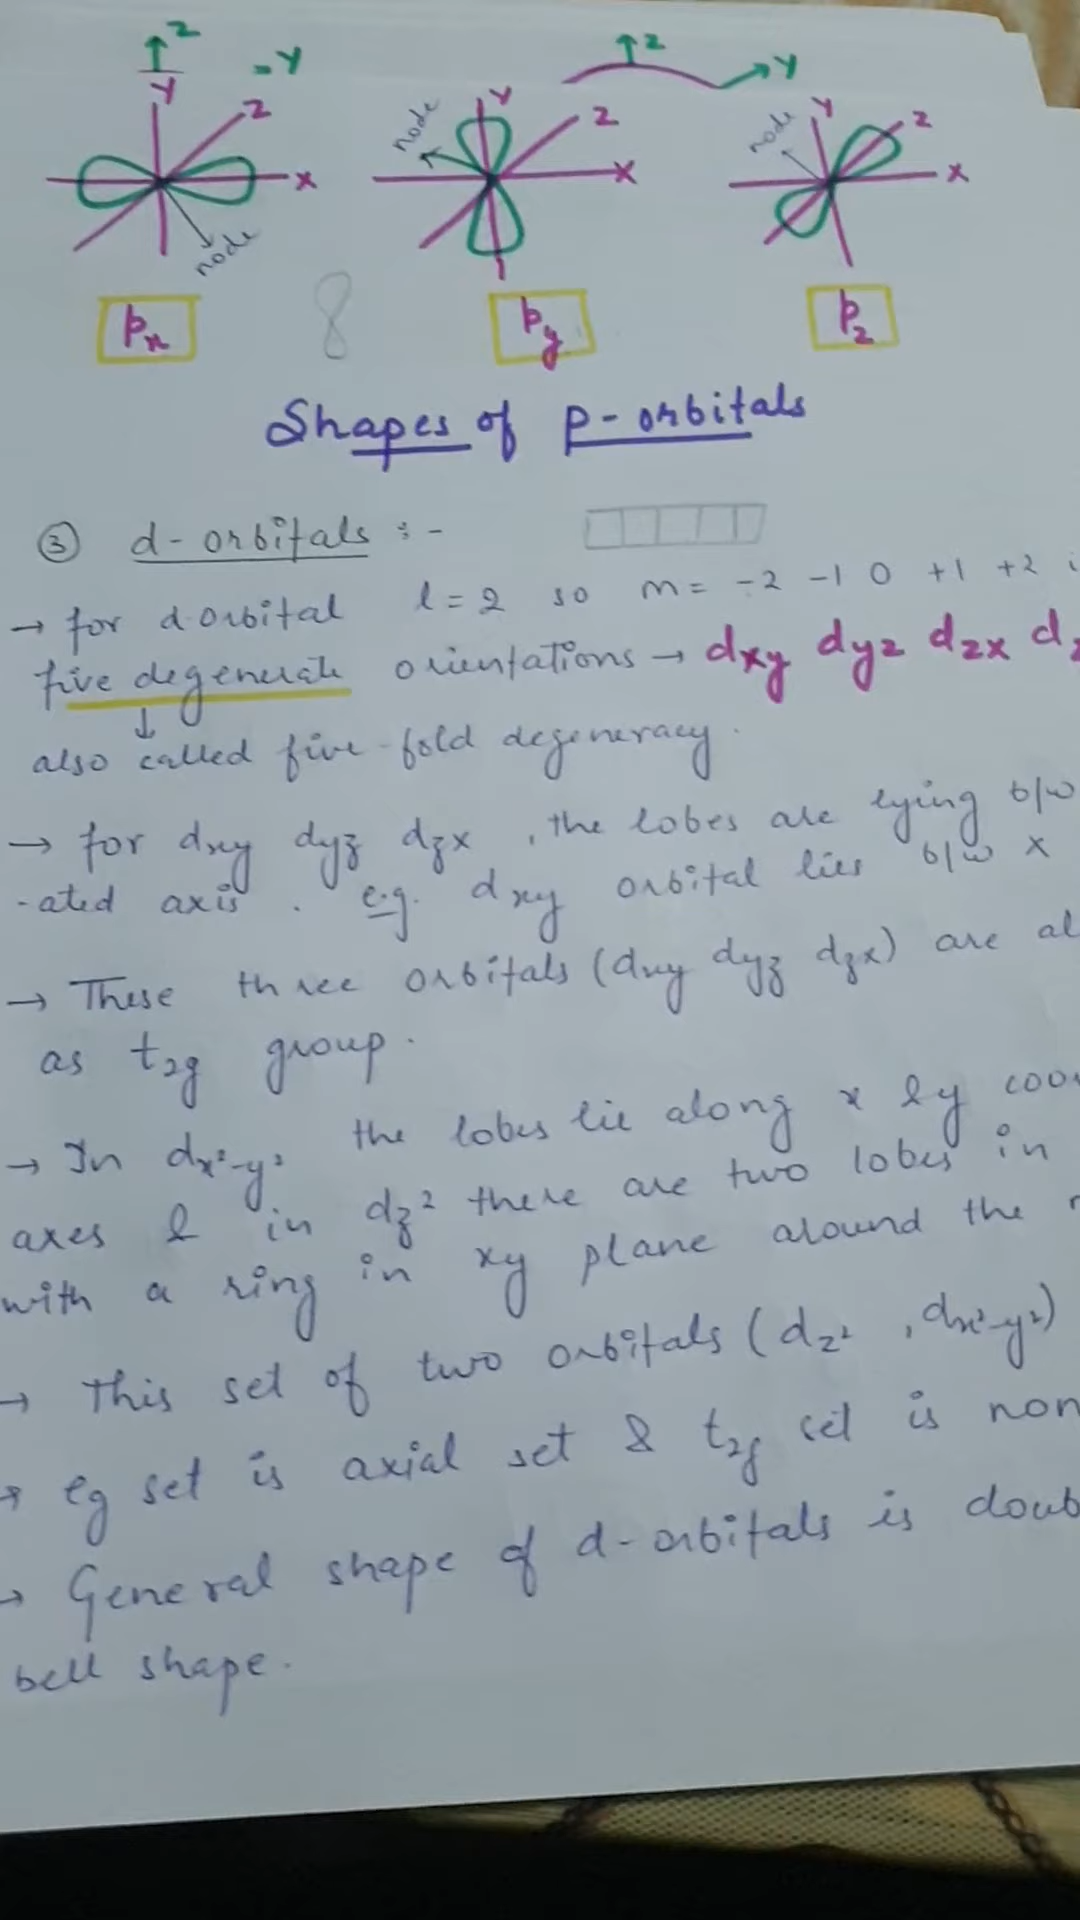 ↑z -Y ↑z → Y
Y Z X node
node Y Z X
node Y Z X
px py pz
Shapes of p-orbitals
③ d-orbitals :-
→ for d-orbital l=2 so m= -2 -1 0 +1 +2
five degenerate orientations → dxy dyz dzx d
↓
also called five-fold degeneracy.
→ for dxy dyz dzx , the lobes are lying b/w
-ated axis . e.g. dxy orbital lies b/w x
→ These three orbitals (dxy dyz dzx) are al
as t2g group.
→ In dx²-y² the lobes lie along x & y coor
axes & in dz² there are two lobes in
with a ring in xy plane around the
→ This set of two orbitals (dz² , dx²-y²)
→ eg set is axial set & t2g set is non
→ General shape of d-orbitals is doub
bell shape.